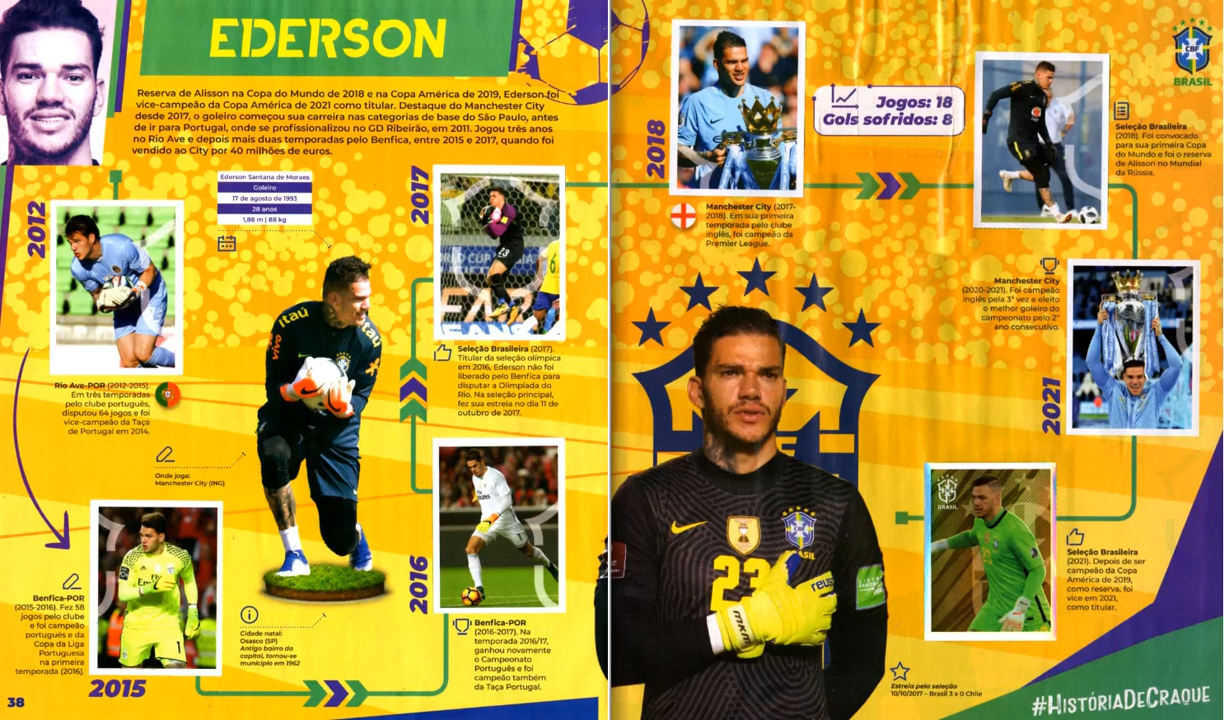 EDERSON
Reserva de Alisson na Copa do Mundo de 2018 e na Copa América de 2019, Ederson foi
vice-campeão da Copa América de 2021 como titular. Destaque do Manchester City
desde 2017, o goleiro começou sua carreira nas categorias de base do São Paulo, antes
de ir para Portugal, onde se profissionalizou no GD Ribeirão, em 2011. Jogou três anos
no Rio Ave e depois mais duas temporadas pelo Benfica, entre 2015 e 2017, quando foi
vendido ao City por 40 milhões de euros.
Ederson Santana de Moraes
Goleiro
17 de agosto de 1993
28 anos
1,88 m | 88 kg
2012
Rio Ave-POR (2012-2015).
Em três temporadas
pelo clube português,
disputou 64 jogos e foi
vice-campeão da Taça
de Portugal em 2014.
Onde joga:
Manchester City (ING)
Itaú
vivo
Benfica-POR
(2015-2016). Fez 58
jogos pelo clube
e foi campeão
português e da
Copa da Liga
Portuguesa
na primeira
temporada (2016).
1
2015
Cidade natal:
Osasco (SP)
Antigo bairro da
capital, tornou-se
município em 1962
38
2017
23
WORLD CUP
Seleção Brasileira (2017).
Titular da seleção olímpica
em 2016, Ederson não foi
liberado pelo Benfica para
disputar a Olimpíada do
Rio. Na seleção principal,
fez sua estreia no dia 11 de
outubro de 2017.
2016
Benfica-POR
(2016-2017). Na
temporada 2016/17,
ganhou novamente
o Campeonato
Português e foi
campeão também
da Taça Portugal.
2018
Manchester City (2017-
2018). Em sua primeira
temporada pelo clube
inglês, foi campeão da
Premier League.
Jogos: 18
Gols sofridos: 8
CBF
BRASIL
Seleção Brasileira
(2018). Foi convocado
para sua primeira Copa
do Mundo e foi o reserva
de Alisson no Mundial
da Rússia.
Manchester City
(2020-2021). Foi campeão
inglês pela 3ª vez e eleito
o melhor goleiro do
campeonato pelo 2º
ano consecutivo.
2021
CBF
23
reusch
BRASIL
Seleção Brasileira
(2021). Depois de ser
campeão da Copa
América de 2019,
como reserva, foi
vice em 2021,
como titular.
Estreia pela seleção
10/10/2017 – Brasil 3 x 0 Chile
#HISTÓRIADECRAQUE